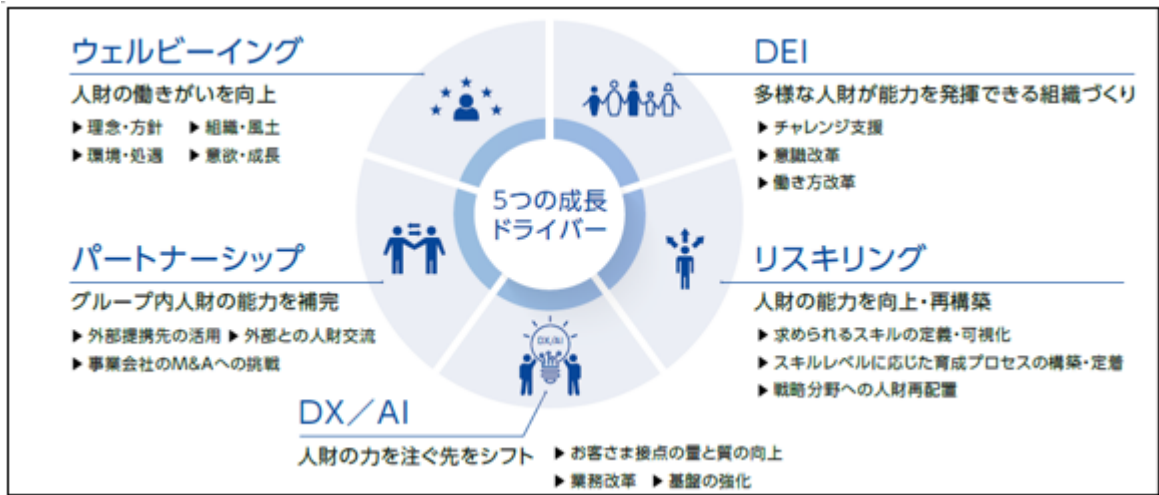 ウェルビーイング
人財の働きがいを向上
▶ 理念・方針 ▶ 組織・風土
▶ 環境・処遇 ▶ 意欲・成長
DEI
多様な人財が能力を発揮できる組織づくり
▶ チャレンジ支援
▶ 意識改革
▶ 働き方改革
5つの成長
ドライバー
パートナーシップ
グループ内人財の能力を補完
▶ 外部提携先の活用 ▶ 外部との人財交流
▶ 事業会社のM&Aへの挑戦
リスキリング
人財の能力を向上・再構築
▶ 求められるスキルの定義・可視化
▶ スキルレベルに応じた育成プロセスの構築・定着
▶ 戦略分野への人財再配置
DX/AI
DX／AI
人財の力を注ぐ先をシフト
▶ お客さま接点の量と質の向上
▶ 業務改革 ▶ 基盤の強化